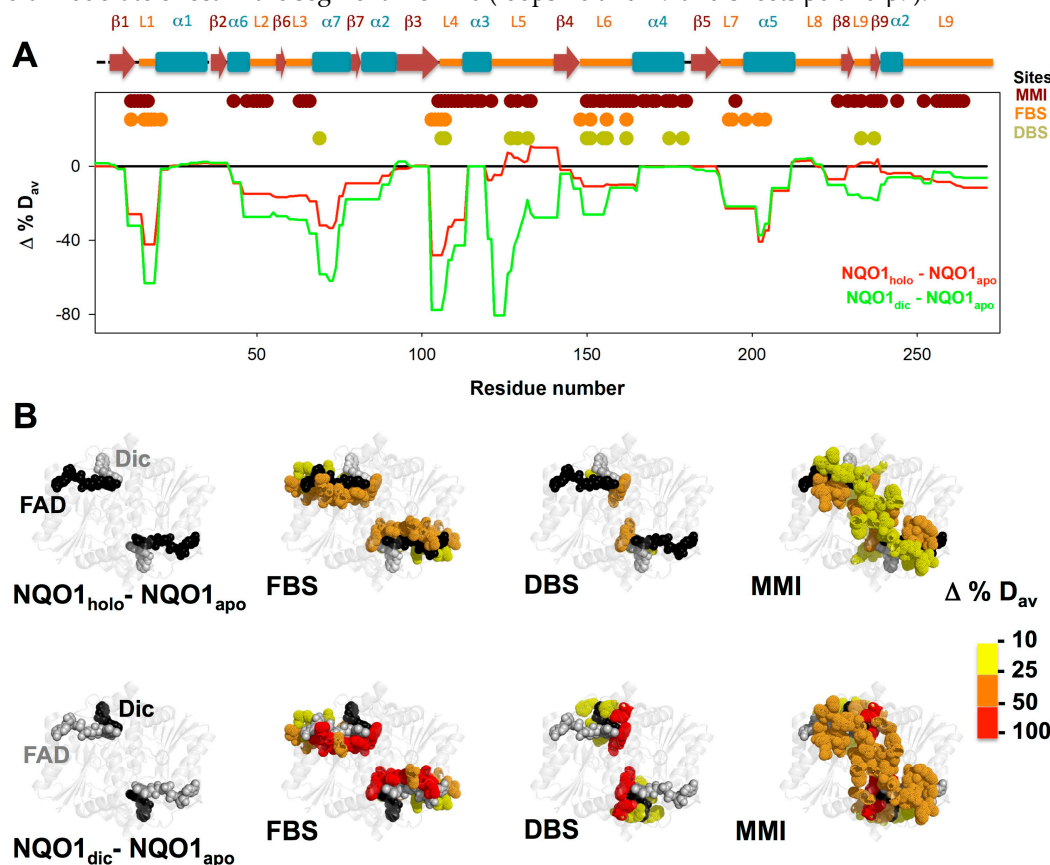 β1 L1 α1 β2 α6 L2 β6 L3 α7 β7 α2 β3 L4 α3 L5 β4 L6 α4 β5 L7 α5 L8 β8 L9 β9 α2 L9
A
Sites
MMI
FBS
DBS
0
-40
-80
Δ % Dav
NQO1holo - NQO1apo
NQO1dic - NQO1apo
50 100 150 200 250
Residue number
B
Dic
FAD
NQO1holo- NQO1apo
FBS
DBS
MMI
Δ % Dav
- 10
- 25
- 50
- 100
Dic
FAD
NQO1dic- NQO1apo
FBS
DBS
MMI